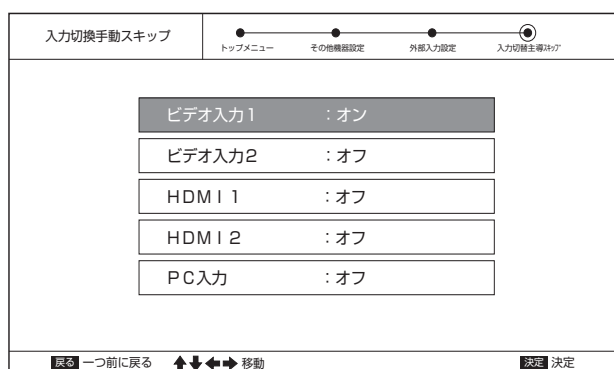 入力切換手動スキップ
トップメニュー その他機器設定 外部入力設定 入力切替主導スキップ
ビデオ入力1 :オン
ビデオ入力2 :オフ
HDMI1 :オフ
HDMI2 :オフ
PC入力 :オフ
戻る 一つ前に戻る 移動 決定 決定